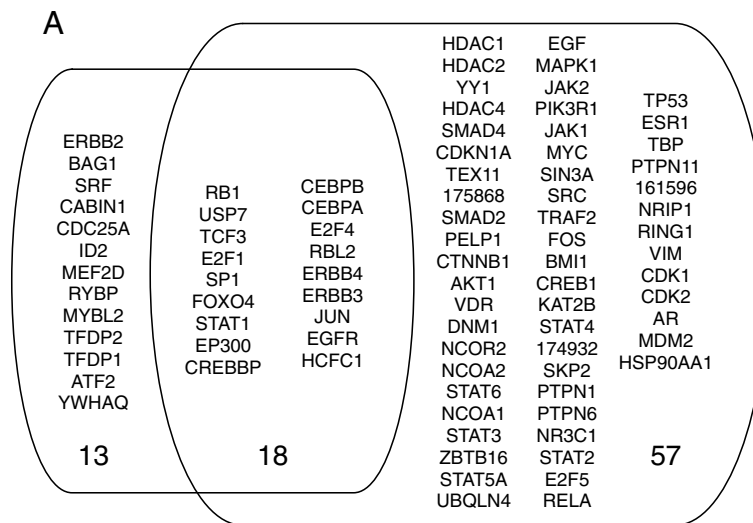 A
ERBB2
BAG1
SRF
CABIN1
CDC25A
ID2
MEF2D
RYBP
MYBL2
TFDP2
TFDP1
ATF2
YWHAQ
13
RB1
USP7
TCF3
E2F1
SP1
FOXO4
STAT1
EP300
CREBBP
CEBPB
CEBPA
E2F4
RBL2
ERBB4
ERBB3
JUN
EGFR
HCFC1
18
HDAC1
HDAC2
YY1
HDAC4
SMAD4
CDKN1A
TEX11
175868
SMAD2
PELP1
CTNNB1
AKT1
VDR
DNM1
NCOR2
NCOA2
STAT6
NCOA1
STAT3
ZBTB16
STAT5A
UBQLN4
EGF
MAPK1
JAK2
PIK3R1
JAK1
MYC
SIN3A
SRC
TRAF2
FOS
BMI1
CREB1
KAT2B
STAT4
174932
SKP2
PTPN1
PTPN6
NR3C1
STAT2
E2F5
RELA
TP53
ESR1
TBP
PTPN11
161596
NRIP1
RING1
VIM
CDK1
CDK2
AR
MDM2
HSP90AA1
57